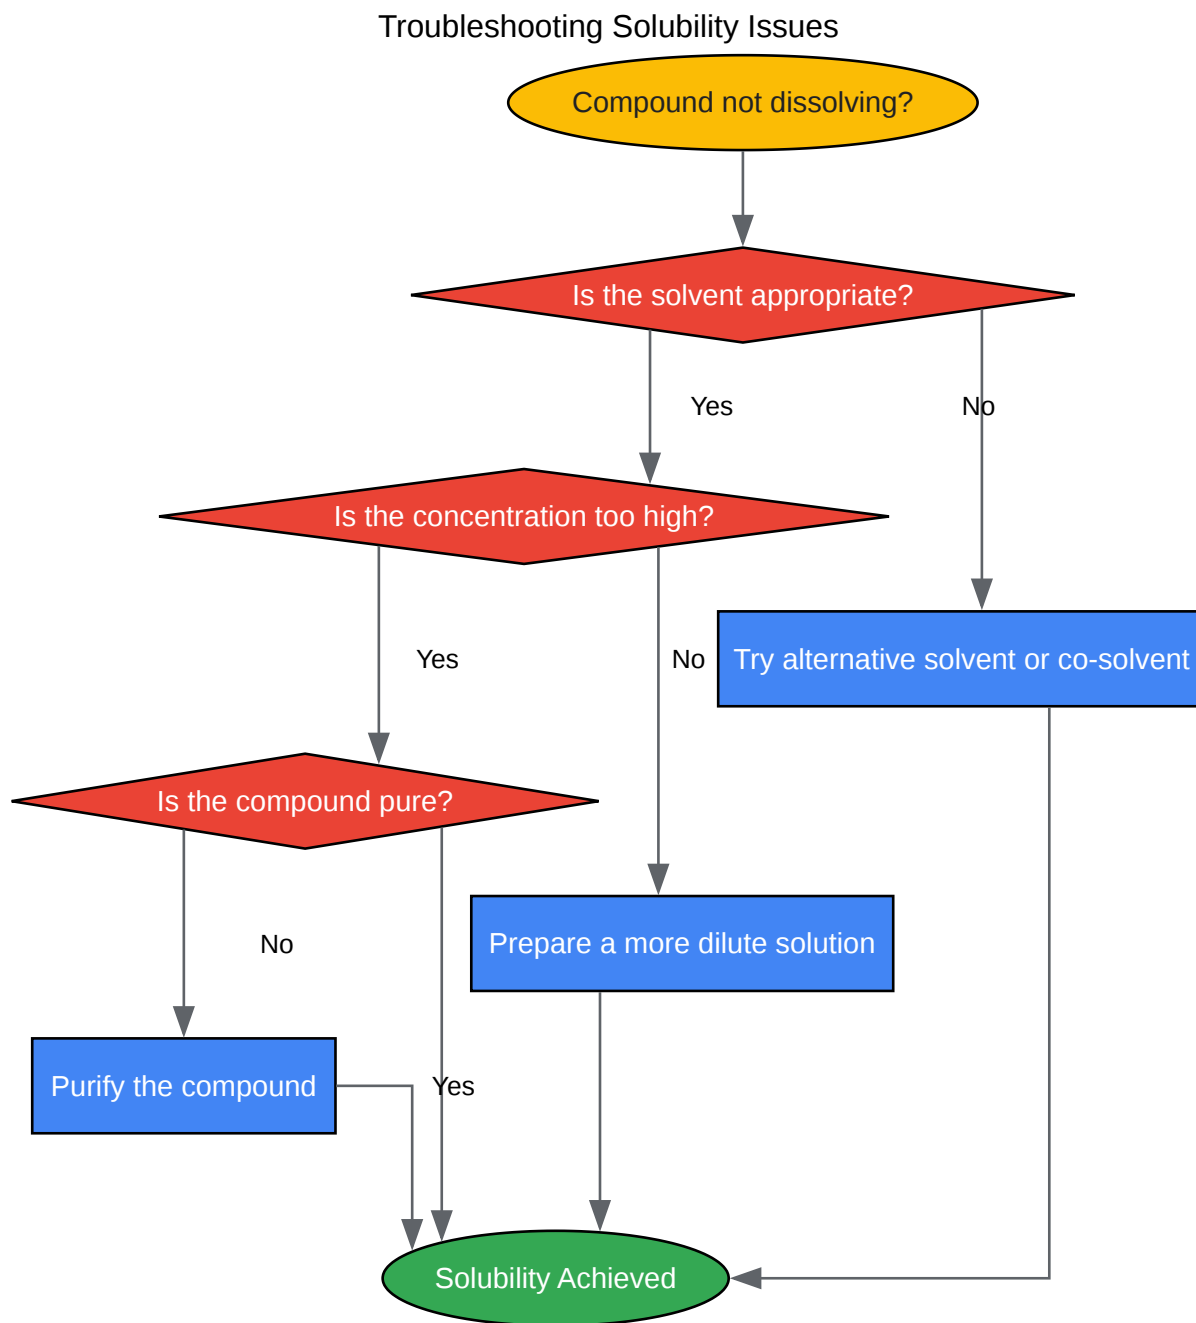 Troubleshooting Solubility Issues
Compound not dissolving?
Is the solvent appropriate?
Yes
No
Is the concentration too high?
Yes
No
Try alternative solvent or co-solvent
Is the compound pure?
No
Prepare a more dilute solution
Purify the compound
Yes
Solubility Achieved